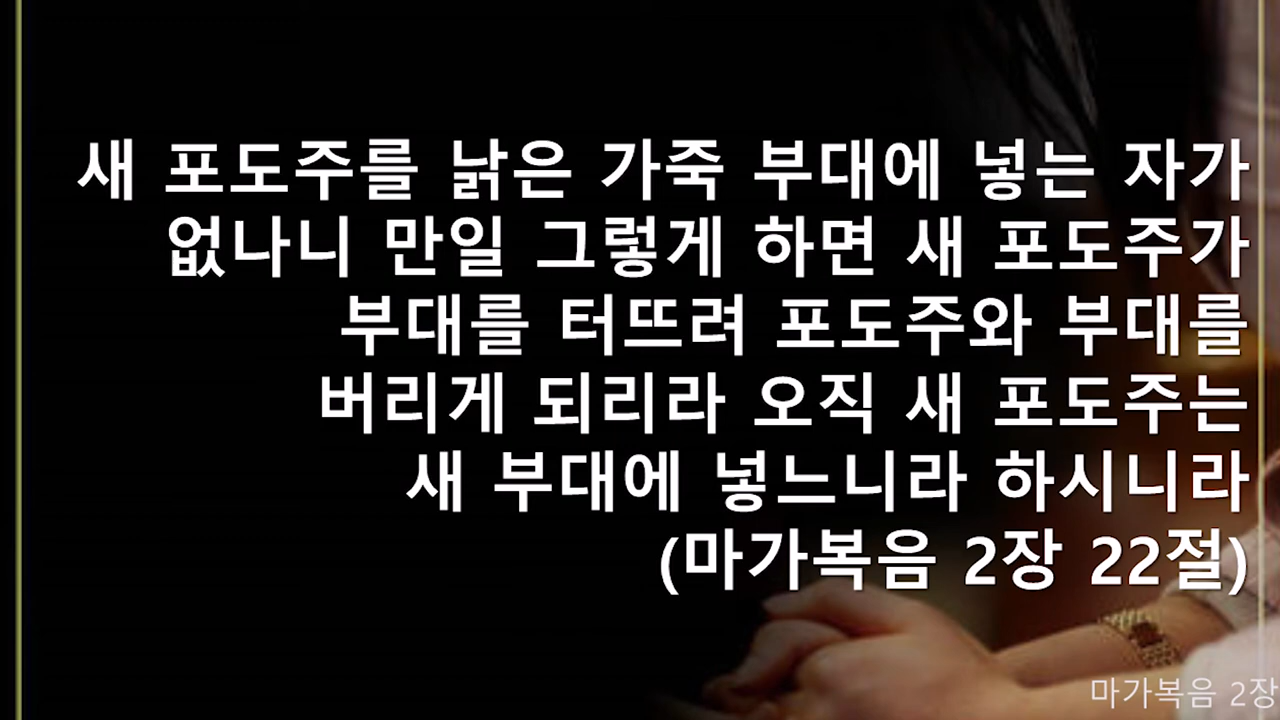 새 포도주를 낡은 가죽 부대에 넣는 자가
없나니 만일 그렇게 하면 새 포도주가
부대를 터뜨려 포도주와 부대를
버리게 되리라 오직 새 포도주는
새 부대에 넣느니라 하시니라
(마가복음 2장 22절)
마가복음 2장